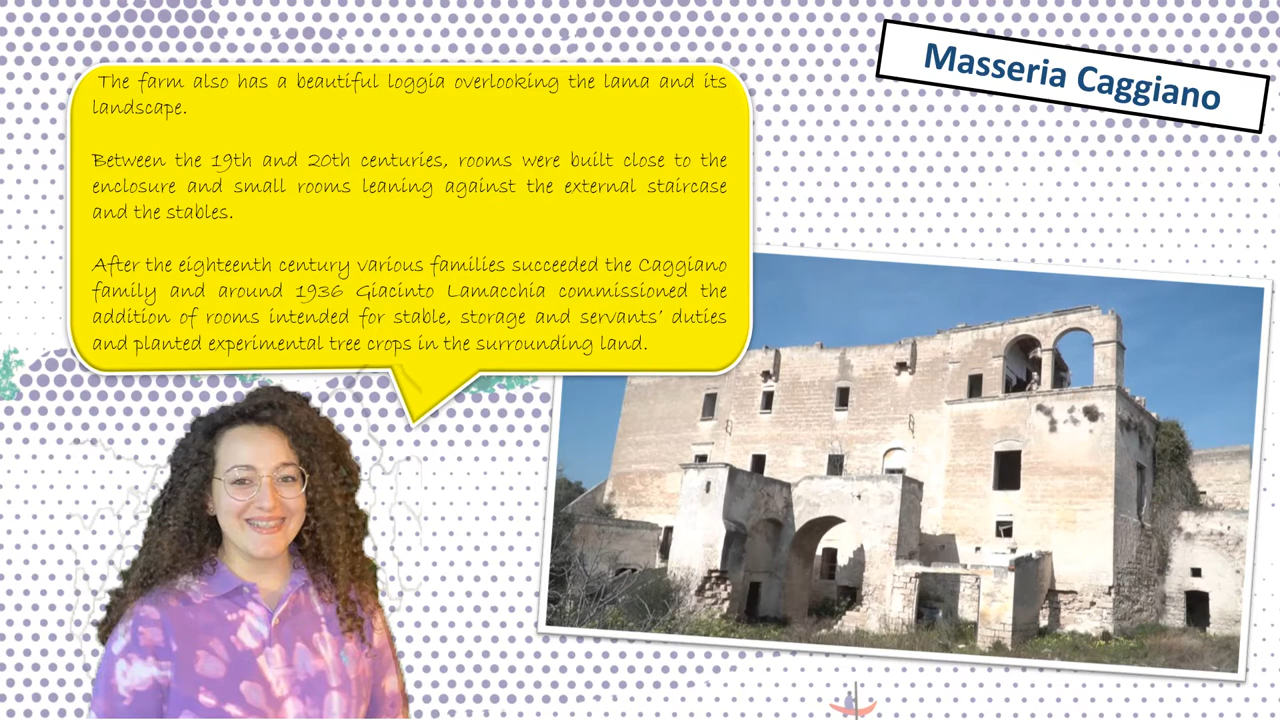 Masseria Caggiano
The farm also has a beautiful loggia overlooking the lama and its
landscape.
Between the 19th and 20th centuries, rooms were built close to the
enclosure and small rooms leaning against the external staircase
and the stables.
After the eighteenth century various families succeeded the Caggiano
family and around 1936 Giacinto Lamacchia commissioned the
addition of rooms intended for stable, storage and servants’ duties
and planted experimental tree crops in the surrounding land.